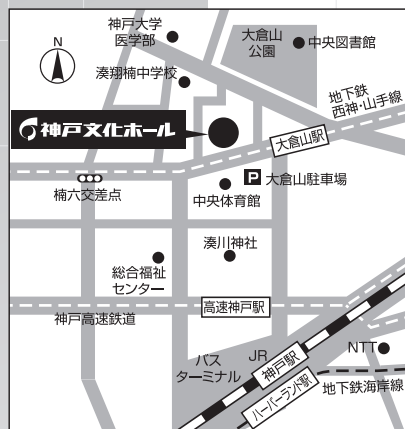 神戸大学
医学部
大倉山
公園
中央図書館
N
湊翔楠中学校
地下鉄
西神・山手線
神戸文化ホール
大倉山駅
P 大倉山駐車場
楠六交差点
中央体育館
湊川神社
総合福祉
センター
高速神戸駅
神戸高速鉄道
バス
ターミナル
JR
神戸駅
NTT
ハーバーランド駅
地下鉄海岸線